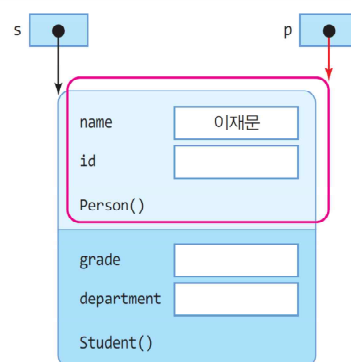 s p
name 이재문
id
Person()
grade
department
Student()